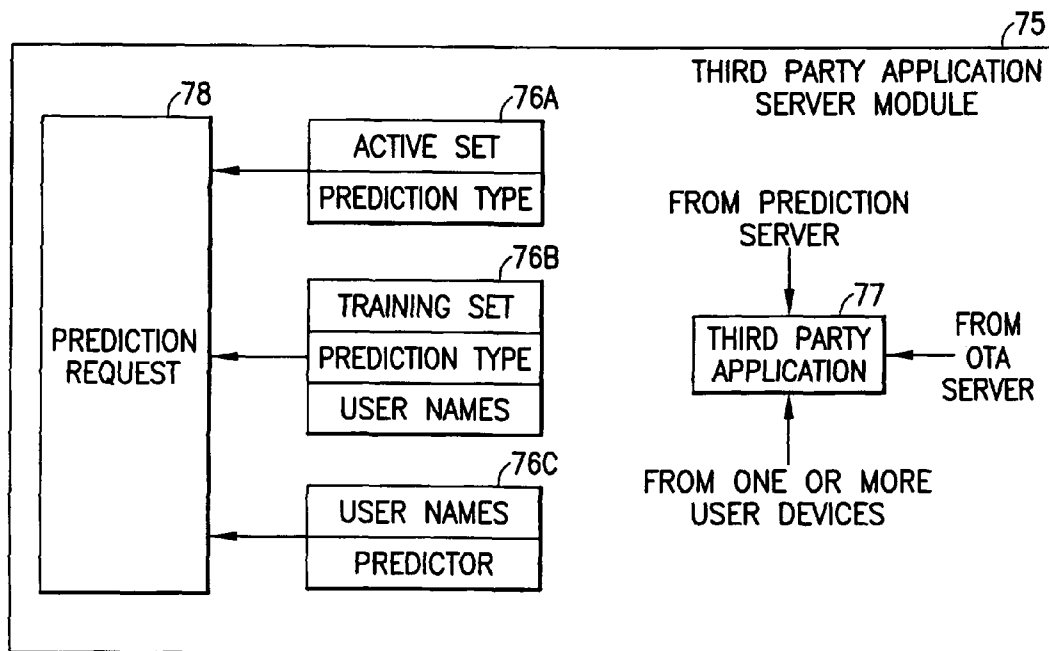 75
THIRD PARTY APPLICATION
SERVER MODULE
78
PREDICTION
REQUEST
76A
ACTIVE SET
PREDICTION TYPE
76B
TRAINING SET
PREDICTION TYPE
USER NAMES
76C
USER NAMES
PREDICTOR
FROM PREDICTION
SERVER
77
THIRD PARTY
APPLICATION
FROM
OTA
SERVER
FROM ONE OR MORE
USER DEVICES